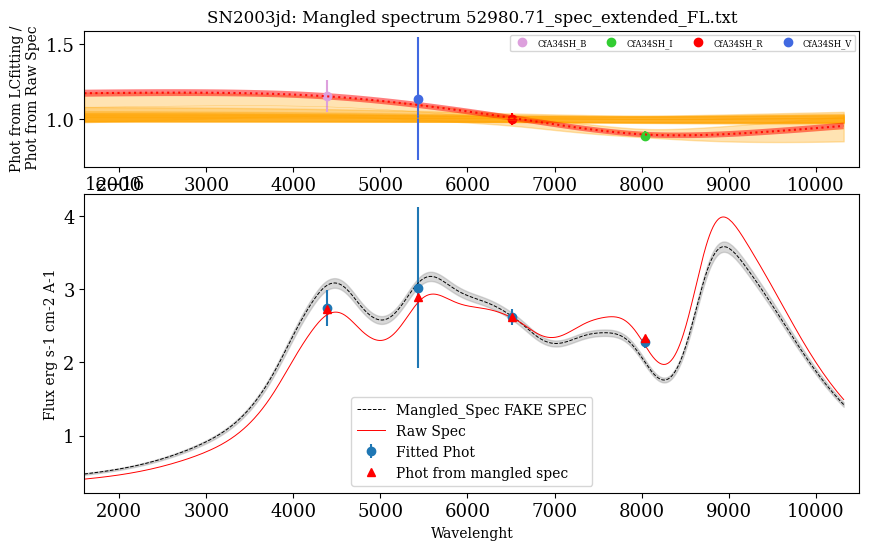 SN2003jd: Mangled spectrum 52980.71_spec_extended_FL.txt
Phot from LCfitting /
Phot from Raw Spec
1.5
1.0
CfA34SH_B
CfA34SH_I
CfA34SH_R
CfA34SH_V
2000 3000 4000 5000 6000 7000 8000 9000 10000
1e−16
Flux erg s-1 cm-2 A-1
4
3
2
1
Mangled_Spec FAKE SPEC
Raw Spec
Fitted Phot
Phot from mangled spec
2000 3000 4000 5000 6000 7000 8000 9000 10000
Wavelenght